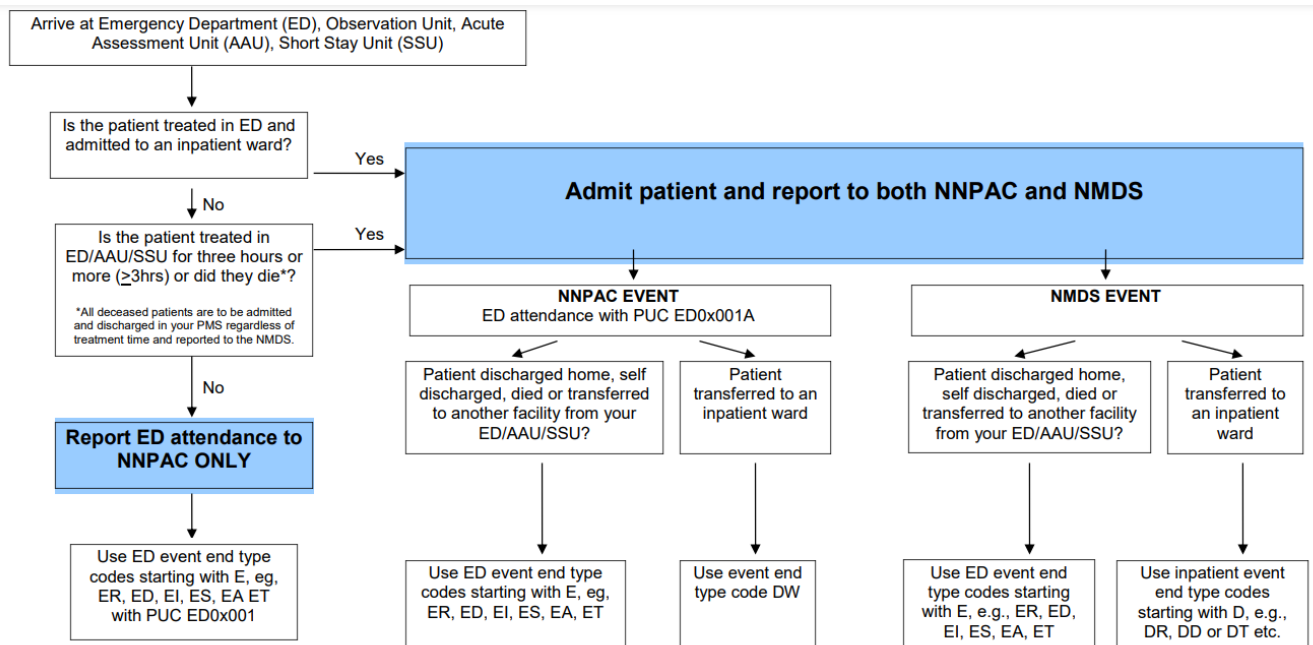 Arrive at Emergency Department (ED), Observation Unit, Acute
Assessment Unit (AAU), Short Stay Unit (SSU)
Is the patient treated in ED and
admitted to an inpatient ward?
Yes
No
Is the patient treated in
ED/AAU/SSU for three hours or
more (≥3hrs) or did they die*?
*All deceased patients are to be admitted
and discharged in your PMS regardless of
treatment time and reported to the NMDS.
Yes
No
Report ED attendance to
NNPAC ONLY
Use ED event end type
codes starting with E, eg,
ER, ED, EI, ES, EA ET
with PUC ED0x001
Admit patient and report to both NNPAC and NMDS
NNPAC EVENT
ED attendance with PUC ED0x001A
Patient discharged home, self
discharged, died or transferred
to another facility from your
ED/AAU/SSU?
Use ED event end type
codes starting with E, eg,
ER, ED, EI, ES, EA, ET
Patient
transferred to an
inpatient ward
Use event end
type code DW
NMDS EVENT
Patient discharged home,
self discharged, died or
transferred to another facility
from your ED/AAU/SSU?
Use ED event end
type codes starting
with E, e.g., ER, ED,
EI, ES, EA, ET
Patient
transferred to
an inpatient
ward
Use inpatient event
end type codes
starting with D, e.g.,
DR, DD or DT etc.